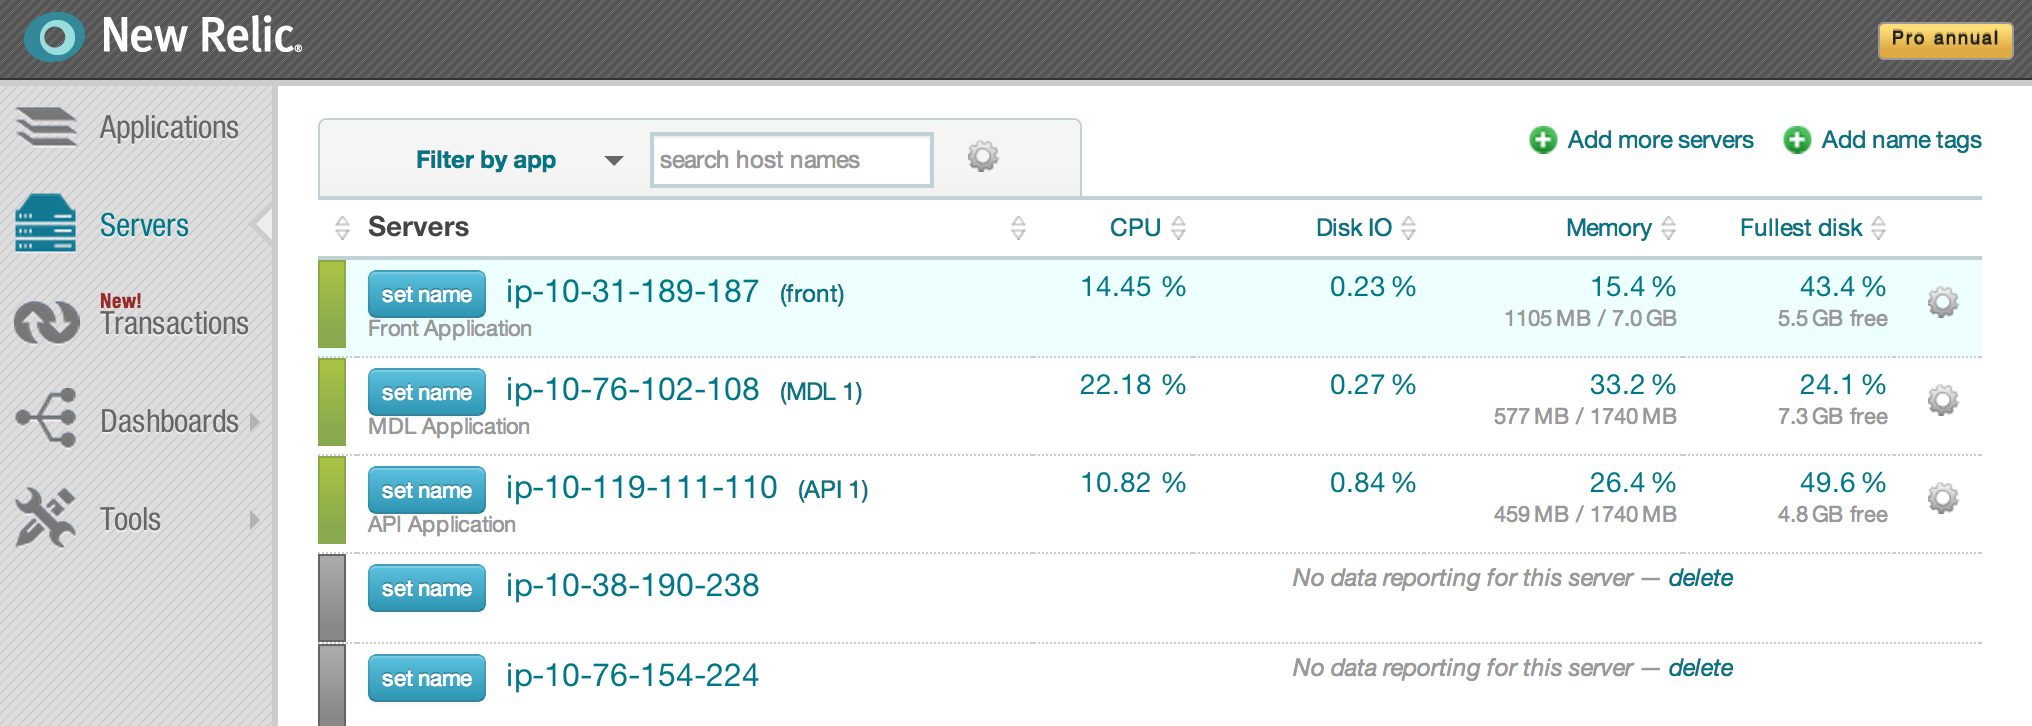 New Relic®
Pro annual
Applications
Servers
New!
Transactions
Dashboards
Tools
Filter by app
search host names
Add more servers
Add name tags
Servers CPU Disk IO Memory Fullest disk
set name ip-10-31-189-187 (front) 14.45 % 0.23 % 15.4 % 43.4 %
Front Application 1105 MB / 7.0 GB 5.5 GB free
set name ip-10-76-102-108 (MDL 1) 22.18 % 0.27 % 33.2 % 24.1 %
MDL Application 577 MB / 1740 MB 7.3 GB free
set name ip-10-119-111-110 (API 1) 10.82 % 0.84 % 26.4 % 49.6 %
API Application 459 MB / 1740 MB 4.8 GB free
set name ip-10-38-190-238 No data reporting for this server — delete
set name ip-10-76-154-224 No data reporting for this server — delete